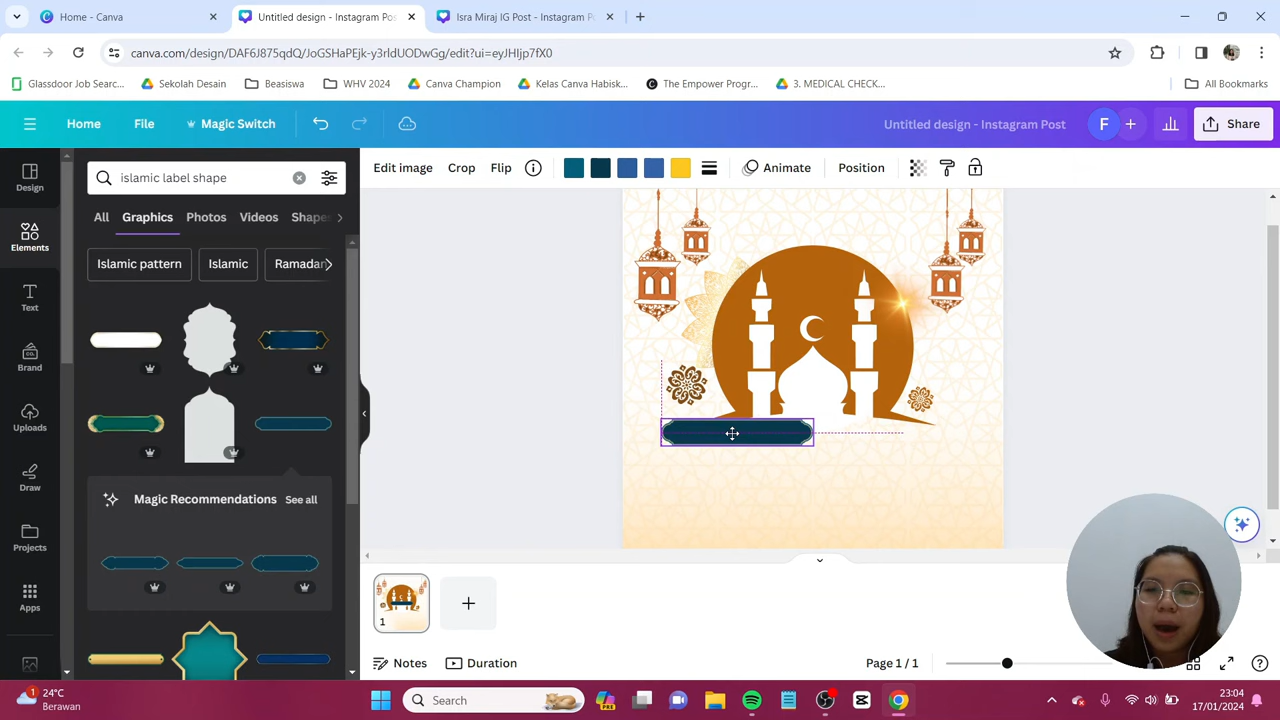 Home - Canva
Untitled design - Instagram Pos
Isra Miraj IG Post - Instagram P
canva.com/design/DAF6J875qdQ/JoGSHaPEjk-y3rldUODwGg/edit?ui=eyJHIjp7fX0
Glassdoor Job Searc...
Sekolah Desain
Beasiswa
WHV 2024
Canva Champion
Kelas Canva Habisk...
The Empower Progr...
3. MEDICAL CHECK...
All Bookmarks
Home
File
Magic Switch
Untitled design - Instagram Post
F
Share
Design
Elements
Text
Brand
Uploads
Draw
Projects
Apps
islamic label shape
All
Graphics
Photos
Videos
Shape
Islamic pattern
Islamic
Ramadan
Magic Recommendations
See all
Edit image
Crop
Flip
Animate
Position
1
Notes
Duration
Page 1 / 1
1
24°C
Berawan
Search
PRE
23:04
17/01/2024